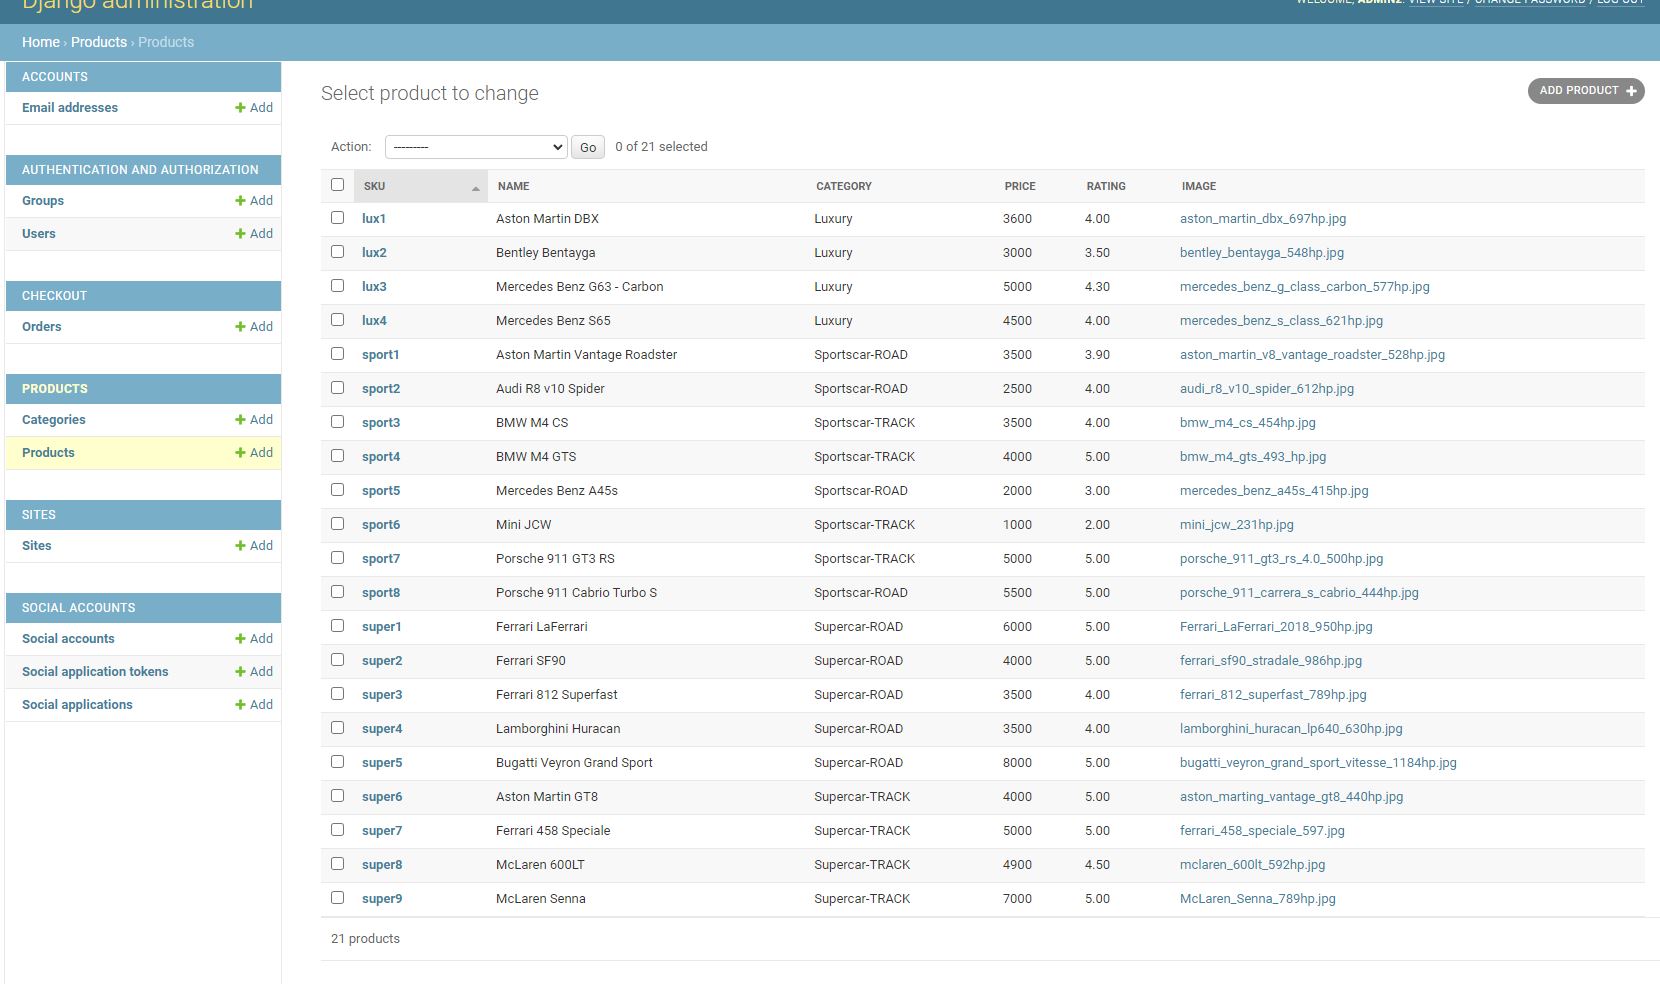 Django administration
WELCOME, ADMIN2. VIEW SITE / CHANGE PASSWORD / LOG OUT
Home › Products › Products
ACCOUNTS
Email addresses + Add
AUTHENTICATION AND AUTHORIZATION
Groups + Add
Users + Add
CHECKOUT
Orders + Add
PRODUCTS
Categories + Add
Products + Add
SITES
Sites + Add
SOCIAL ACCOUNTS
Social accounts + Add
Social application tokens + Add
Social applications + Add
Select product to change
ADD PRODUCT +
Action: --------- Go 0 of 21 selected
SKU NAME CATEGORY PRICE RATING IMAGE
lux1 Aston Martin DBX Luxury 3600 4.00 aston_martin_dbx_697hp.jpg
lux2 Bentley Bentayga Luxury 3000 3.50 bentley_bentayga_548hp.jpg
lux3 Mercedes Benz G63 - Carbon Luxury 5000 4.30 mercedes_benz_g_class_carbon_577hp.jpg
lux4 Mercedes Benz S65 Luxury 4500 4.00 mercedes_benz_s_class_621hp.jpg
sport1 Aston Martin Vantage Roadster Sportscar-ROAD 3500 3.90 aston_martin_v8_vantage_roadster_528hp.jpg
sport2 Audi R8 v10 Spider Sportscar-ROAD 2500 4.00 audi_r8_v10_spider_612hp.jpg
sport3 BMW M4 CS Sportscar-TRACK 3500 4.00 bmw_m4_cs_454hp.jpg
sport4 BMW M4 GTS Sportscar-TRACK 4000 5.00 bmw_m4_gts_493_hp.jpg
sport5 Mercedes Benz A45s Sportscar-ROAD 2000 3.00 mercedes_benz_a45s_415hp.jpg
sport6 Mini JCW Sportscar-TRACK 1000 2.00 mini_jcw_231hp.jpg
sport7 Porsche 911 GT3 RS Sportscar-TRACK 5000 5.00 porsche_911_gt3_rs_4.0_500hp.jpg
sport8 Porsche 911 Cabrio Turbo S Sportscar-ROAD 5500 5.00 porsche_911_carrera_s_cabrio_444hp.jpg
super1 Ferrari LaFerrari Supercar-ROAD 6000 5.00 Ferrari_LaFerrari_2018_950hp.jpg
super2 Ferrari SF90 Supercar-ROAD 4000 5.00 ferrari_sf90_stradale_986hp.jpg
super3 Ferrari 812 Superfast Supercar-ROAD 3500 4.00 ferrari_812_superfast_789hp.jpg
super4 Lamborghini Huracan Supercar-ROAD 3500 4.00 lamborghini_huracan_lp640_630hp.jpg
super5 Bugatti Veyron Grand Sport Supercar-ROAD 8000 5.00 bugatti_veyron_grand_sport_vitesse_1184hp.jpg
super6 Aston Martin GT8 Supercar-TRACK 4000 5.00 aston_marting_vantage_gt8_440hp.jpg
super7 Ferrari 458 Speciale Supercar-TRACK 5000 5.00 ferrari_458_speciale_597.jpg
super8 McLaren 600LT Supercar-TRACK 4900 4.50 mclaren_600lt_592hp.jpg
super9 McLaren Senna Supercar-TRACK 7000 5.00 McLaren_Senna_789hp.jpg
21 products